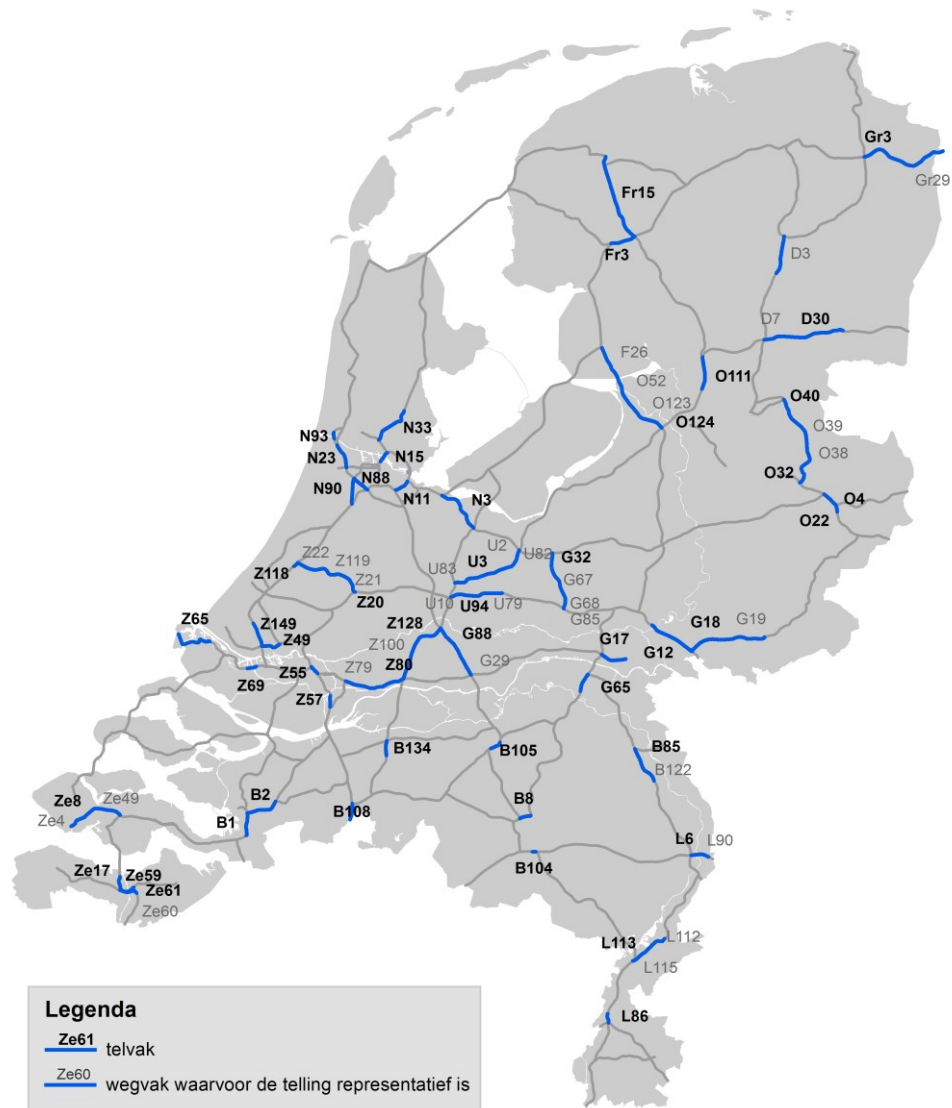 Gr3
Gr29
Fr15
Fr3
D3
D7
D30
F26
O52
O111
O123
O124
O40
O39
O38
O32
O4
O22
N93
N33
N23
N15
N88
N90
N11
N3
U2
Z22
Z119
U83
U3
U82
G32
Z118
Z21
G67
Z20
U10
U94
U79
G68
G85
Z65
Z149
Z49
Z128
G88
G17
G18
G19
Z100
G12
Z55
Z79
Z80
G29
Z69
Z57
G65
B134
B105
B85
B122
Ze8
Ze49
B2
Ze4
B1
B108
B8
L6
L90
B104
Ze17
Ze59
Ze61
Ze60
L113
L112
L115
L86
Legenda
Ze61
telvak
Ze60
wegvak waarvoor de telling representatief is